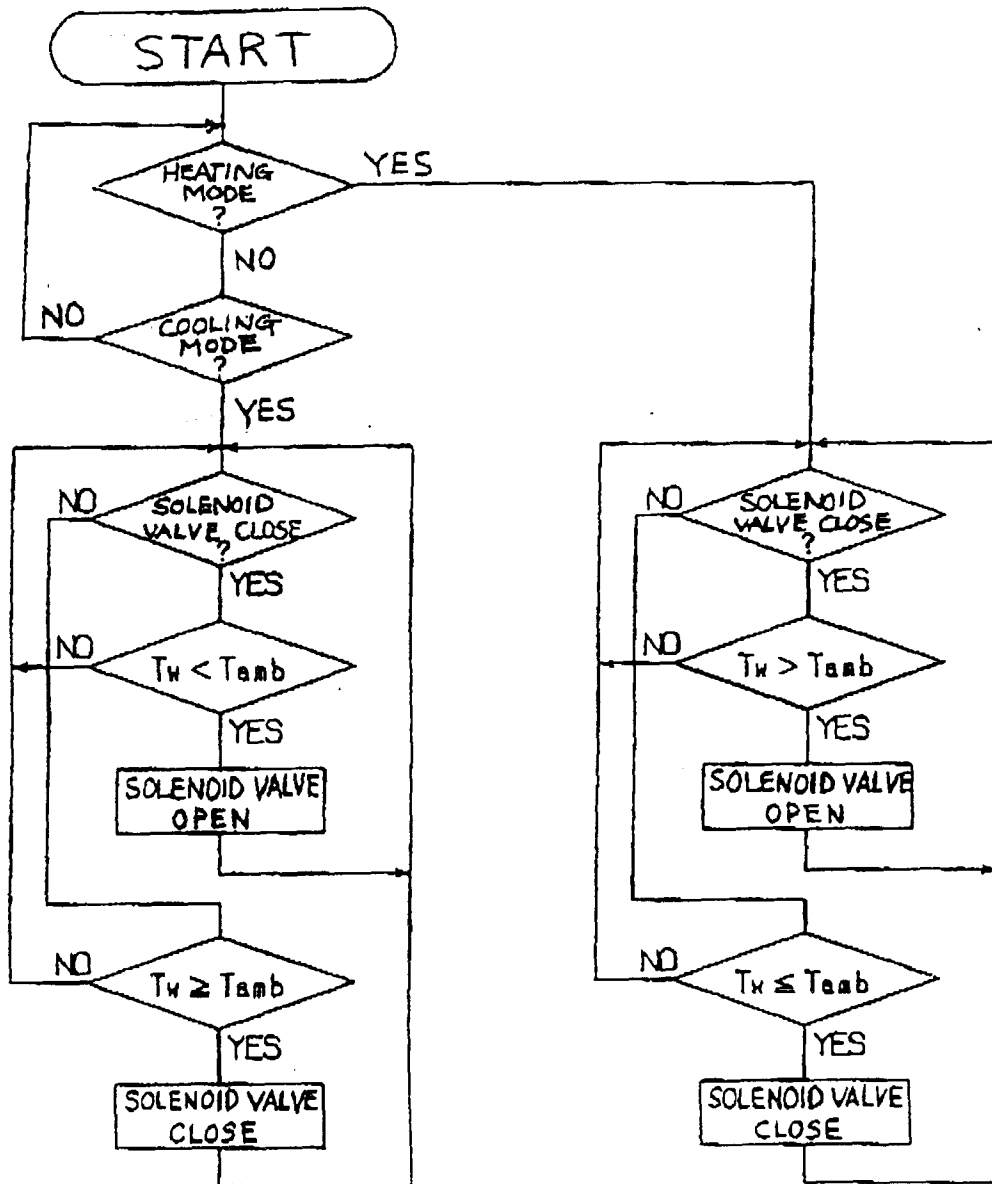 START
HEATING
MODE
?
YES
NO
COOLING
MODE
?
NO
YES
SOLENOID
VALVE CLOSE
?
NO
YES
Tw < Tamb
NO
YES
SOLENOID VALVE
OPEN
Tw ≧ Tamb
NO
YES
SOLENOID VALVE
CLOSE
SOLENOID
VALVE CLOSE
?
NO
YES
Tw > Tamb
NO
YES
SOLENOID VALVE
OPEN
Tw ≦ Tamb
NO
YES
SOLENOID VALVE
CLOSE